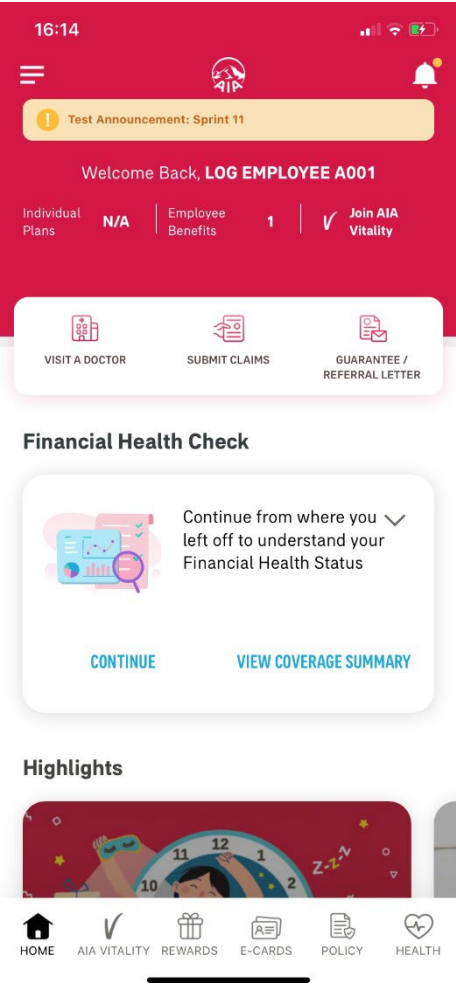 16:14
AIA
! Test Announcement: Sprint 11
Welcome Back, LOG EMPLOYEE A001
Individual
Plans
N/A
Employee
Benefits
1
Join AIA
Vitality
VISIT A DOCTOR
SUBMIT CLAIMS
GUARANTEE /
REFERRAL LETTER
Financial Health Check
Continue from where you
left off to understand your
Financial Health Status
CONTINUE
VIEW COVERAGE SUMMARY
Highlights
11 12 1
10 2
Z-Z-Z
HOME
AIA VITALITY
REWARDS
E-CARDS
POLICY
HEALTH